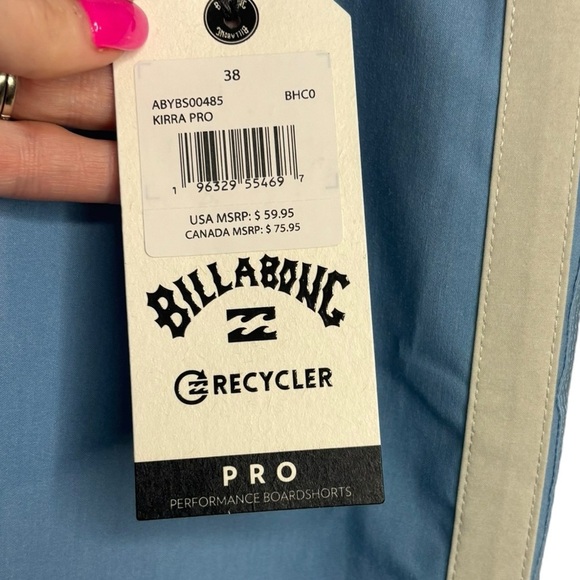 BILLABONG
38
ABYBS00485 BHC0
KIRRA PRO
1 96329 55469 7
USA MSRP: $ 59.95
CANADA MSRP: $ 75.95
BILLABONG
RECYCLER
PRO
PERFORMANCE BOARDSHORTS